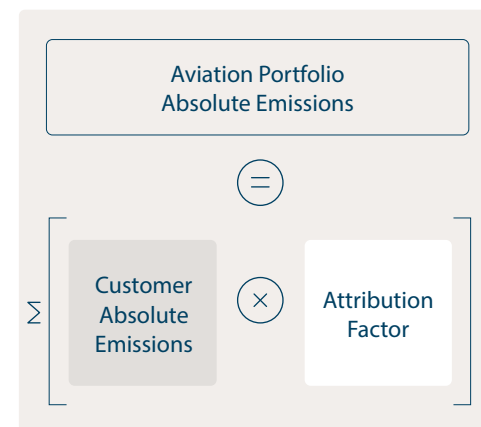 Aviation Portfolio
Absolute Emissions
=
Σ
Customer
Absolute
Emissions
×
Attribution
Factor